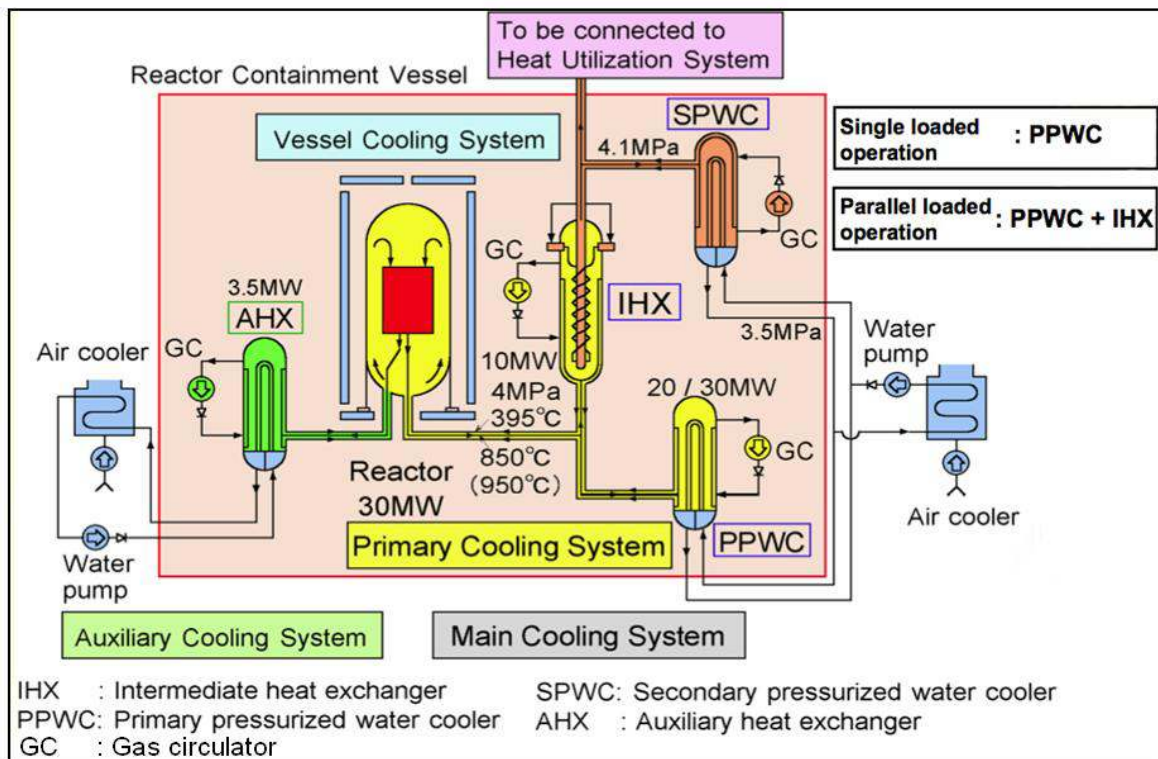 To be connected to
Heat Utilization System
Reactor Containment Vessel
SPWC
Vessel Cooling System
4.1MPa
Single loaded : PPWC
operation
Parallel loaded : PPWC + IHX
operation
GC
GC
3.5MW
AHX
IHX
3.5MPa
Water
pump
Air cooler
GC
10MW
4MPa
395℃
20 / 30MW
850℃
(950℃)
GC
Reactor
30MW
Air cooler
Primary Cooling System
PPWC
Water
pump
Auxiliary Cooling System
Main Cooling System
IHX : Intermediate heat exchanger
SPWC: Secondary pressurized water cooler
PPWC: Primary pressurized water cooler
AHX : Auxiliary heat exchanger
GC : Gas circulator